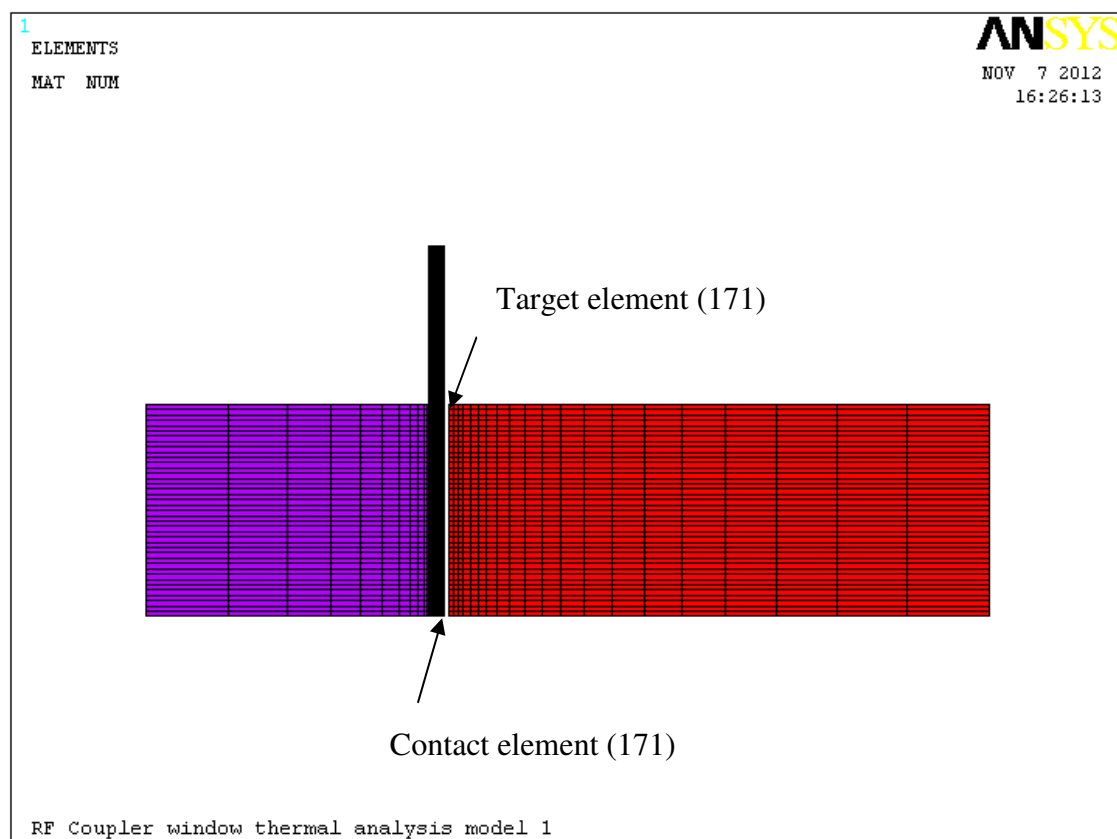 1
ELEMENTS
MAT NUM
ANSYS
NOV 7 2012
16:26:13
Target element (171)
Contact element (171)
RF Coupler window thermal analysis model 1